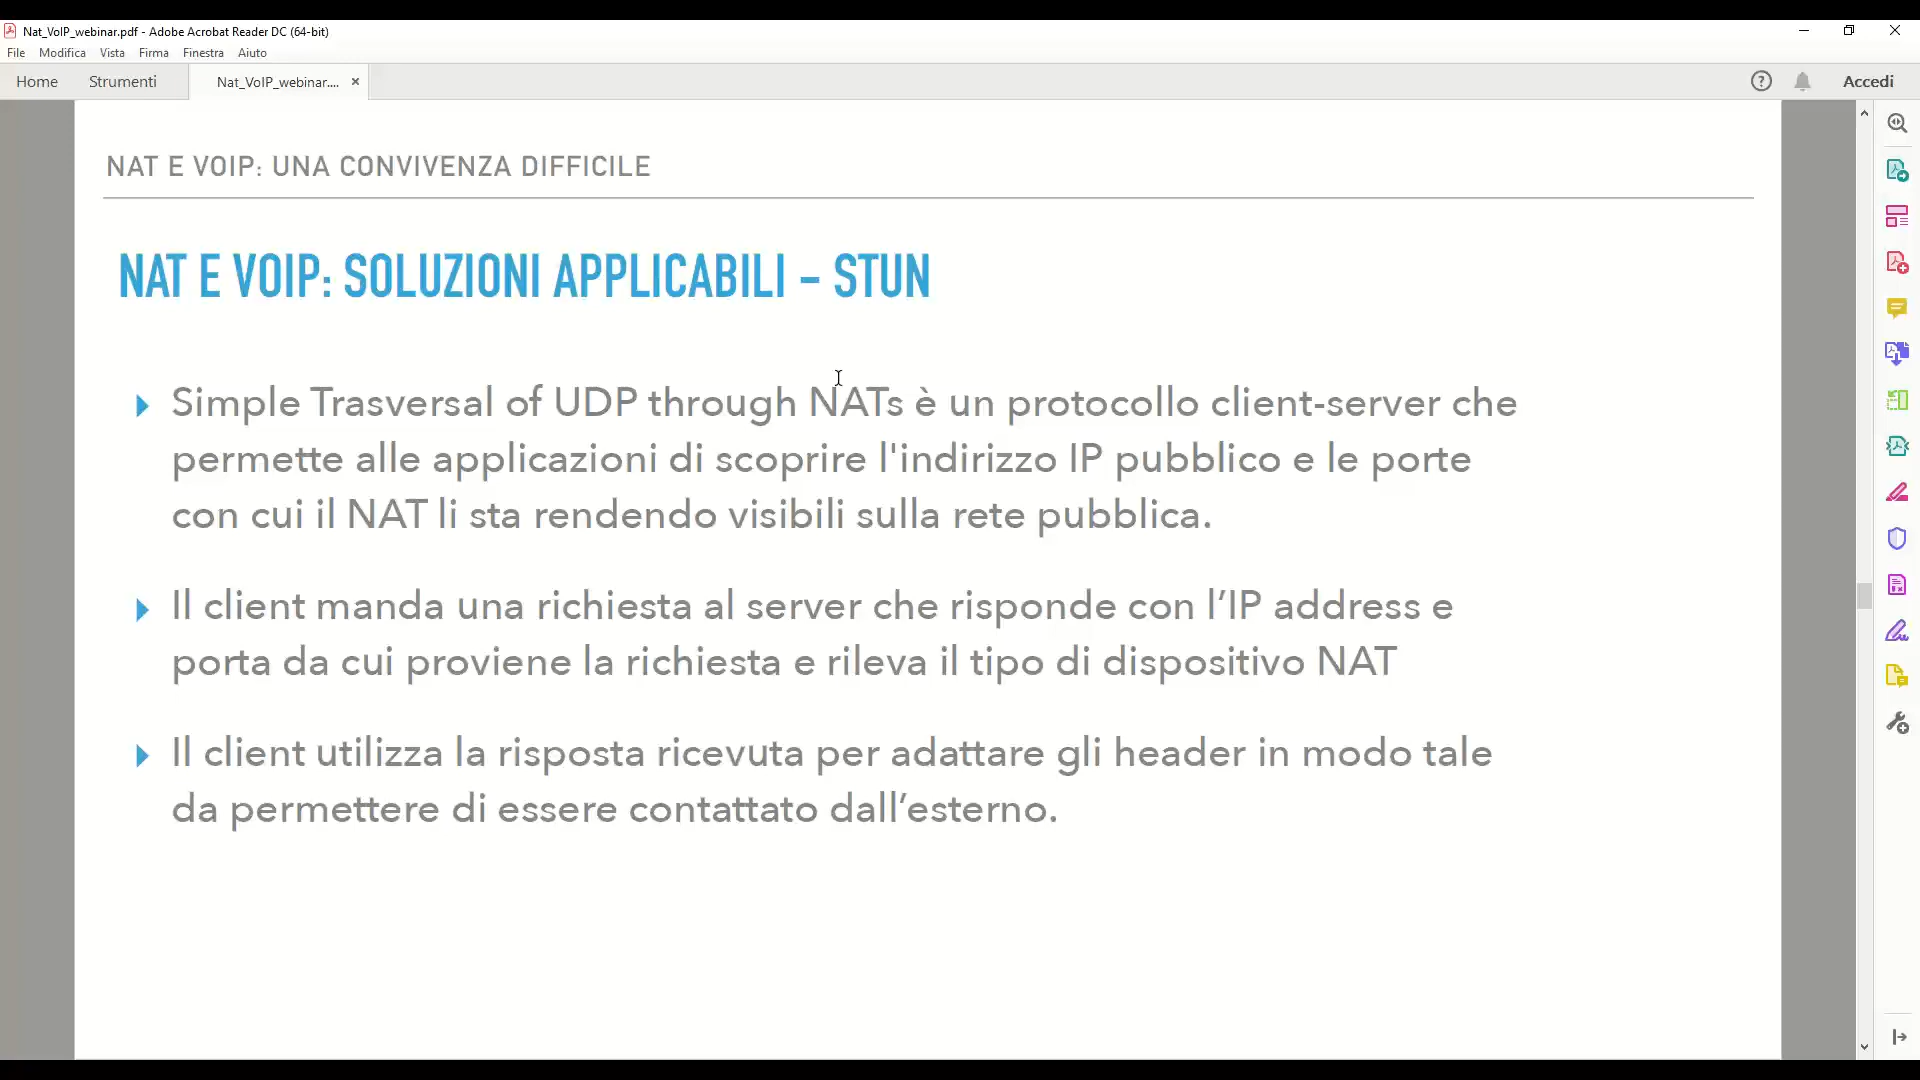 Nat_VoIP_webinar.pdf - Adobe Acrobat Reader DC (64-bit)
File Modifica Vista Firma Finestra Aiuto
Home Strumenti Nat_VoIP_webinar.... × Accedi
NAT E VOIP: UNA CONVIVENZA DIFFICILE
NAT E VOIP: SOLUZIONI APPLICABILI – STUN
Simple Trasversal of UDP through NATs è un protocollo client-server che
permette alle applicazioni di scoprire l'indirizzo IP pubblico e le porte
con cui il NAT li sta rendendo visibili sulla rete pubblica.
Il client manda una richiesta al server che risponde con l’IP address e
porta da cui proviene la richiesta e rileva il tipo di dispositivo NAT
Il client utilizza la risposta ricevuta per adattare gli header in modo tale
da permettere di essere contattato dall’esterno.